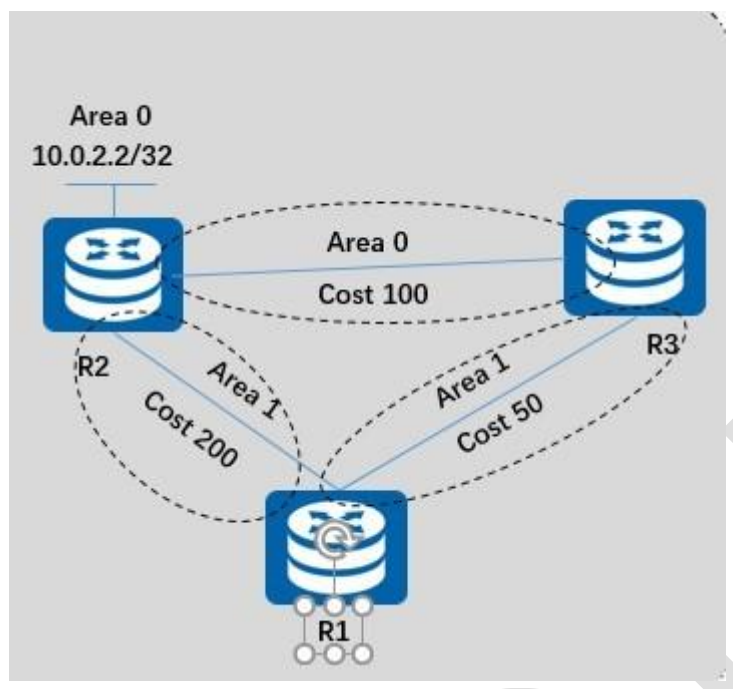 Area 0
10.0.2.2/32
Area 0
Cost 100
R2
R3
Area 1
Cost 200
Area 1
Cost 50
R1